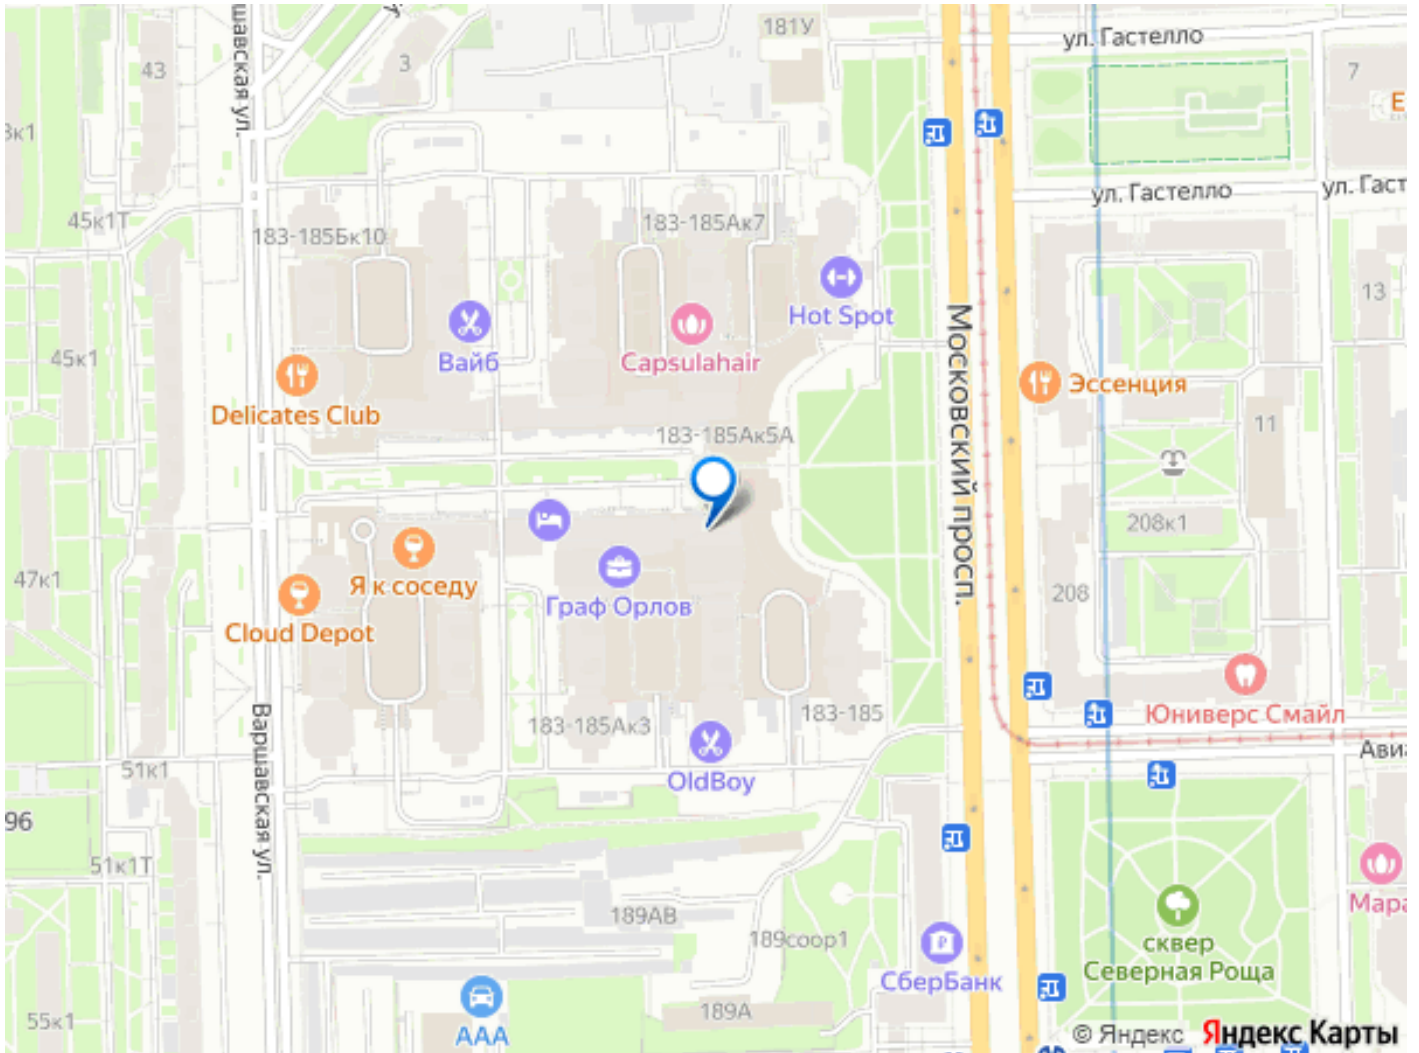 181У
ул. Гастелло
3
43
7
Варшавская ул.
45к1Т
ул. Гастелло
183-185Бк10
183-185Ак7
13
Hot Spot
Вайб
Capsulahair
45к1
Эссенция
Delicates Club
11
183-185Ак5А
Московский просп.
208к1
47к1
Я к соседу
Граф Орлов
208
Cloud Depot
183-185Ак3
183-185
Юниверс Смайл
Варшавская ул.
51к1
OldBoy
96
51к1Т
189АВ
189соор1
сквер
Северная Роща
СберБанк
189А
55к1
ААА
© Яндекс Яндекс Карты